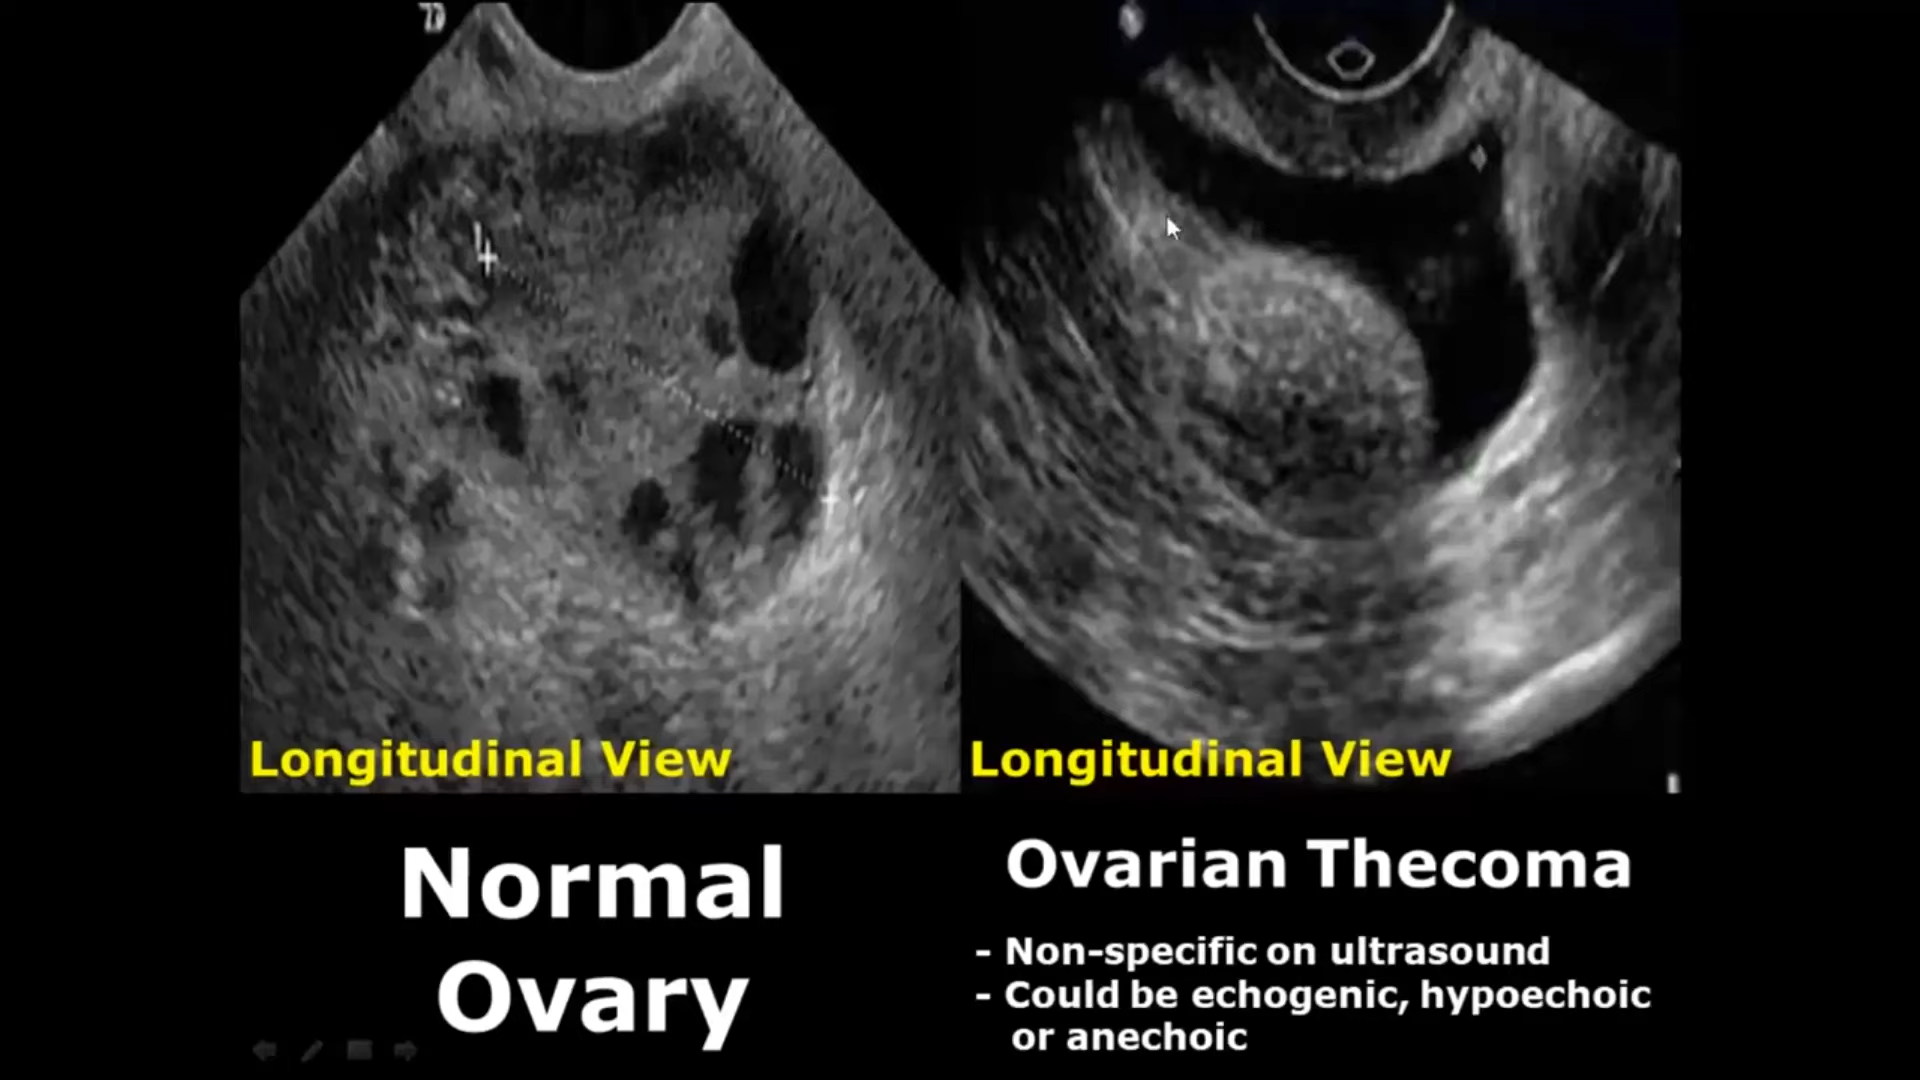 Longitudinal View
Longitudinal View
Normal
Ovary
Ovarian Thecoma
- Non-specific on ultrasound
- Could be echogenic, hypoechoic
or anechoic